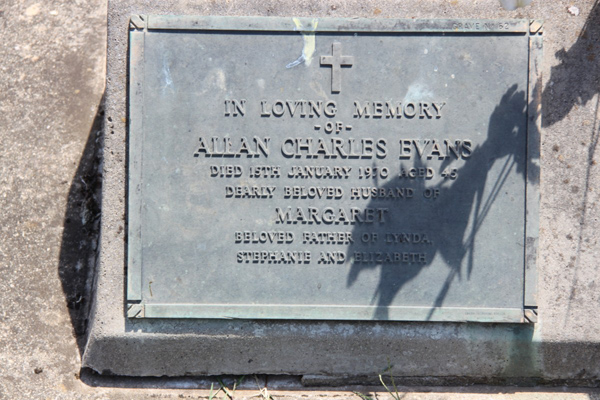 IN LOVING MEMORY
-OF-
ALLAN CHARLES EVANS
DIED 15TH JANUARY 1970 AGED 48
DEARLY BELOVED HUSBAND OF
MARGARET
BELOVED FATHER OF LYNDA,
STEPHANIE AND ELIZABETH